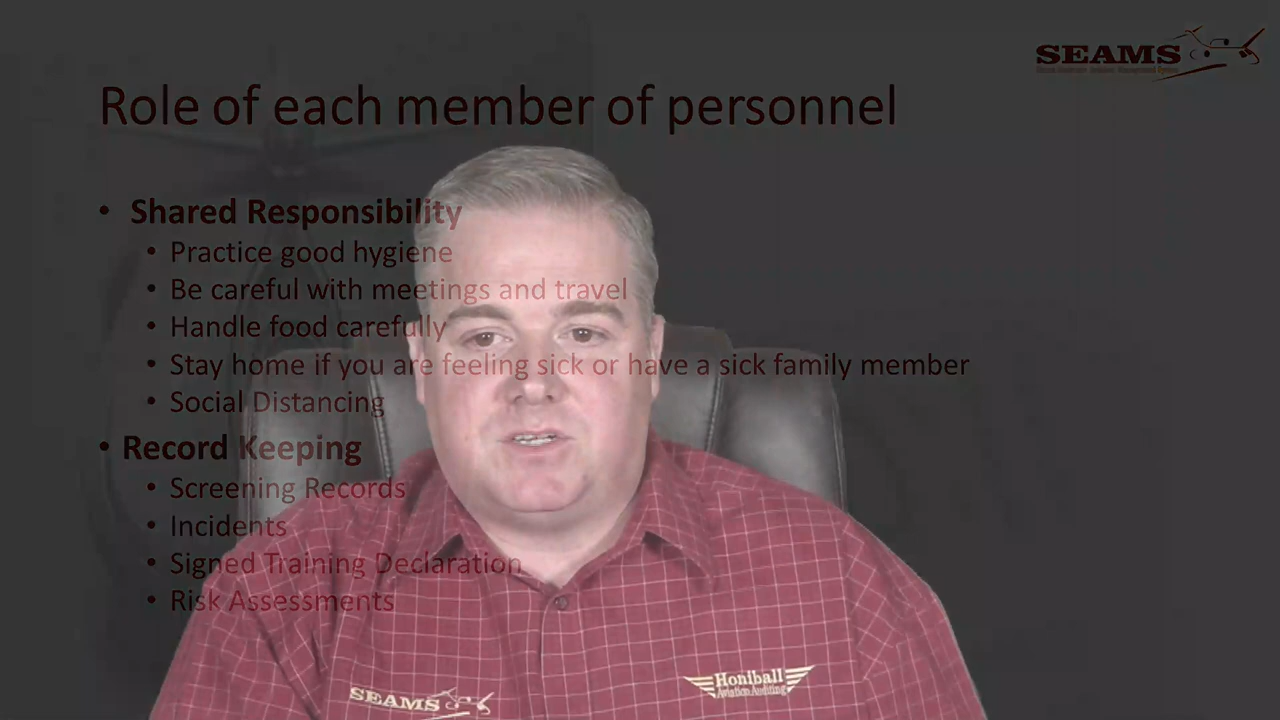 SEAMS
Role of each member of personnel
• Shared Responsibility
• Practice good hygiene
• Be careful with meetings and travel
• Handle food carefully
• Stay home if you are feeling sick or have a sick family member
• Social Distancing
• Record Keeping
• Screening Records
• Incidents
• Signed Training Declaration
• Risk Assessments
SEAMS
Honiball
Aviation Auditing